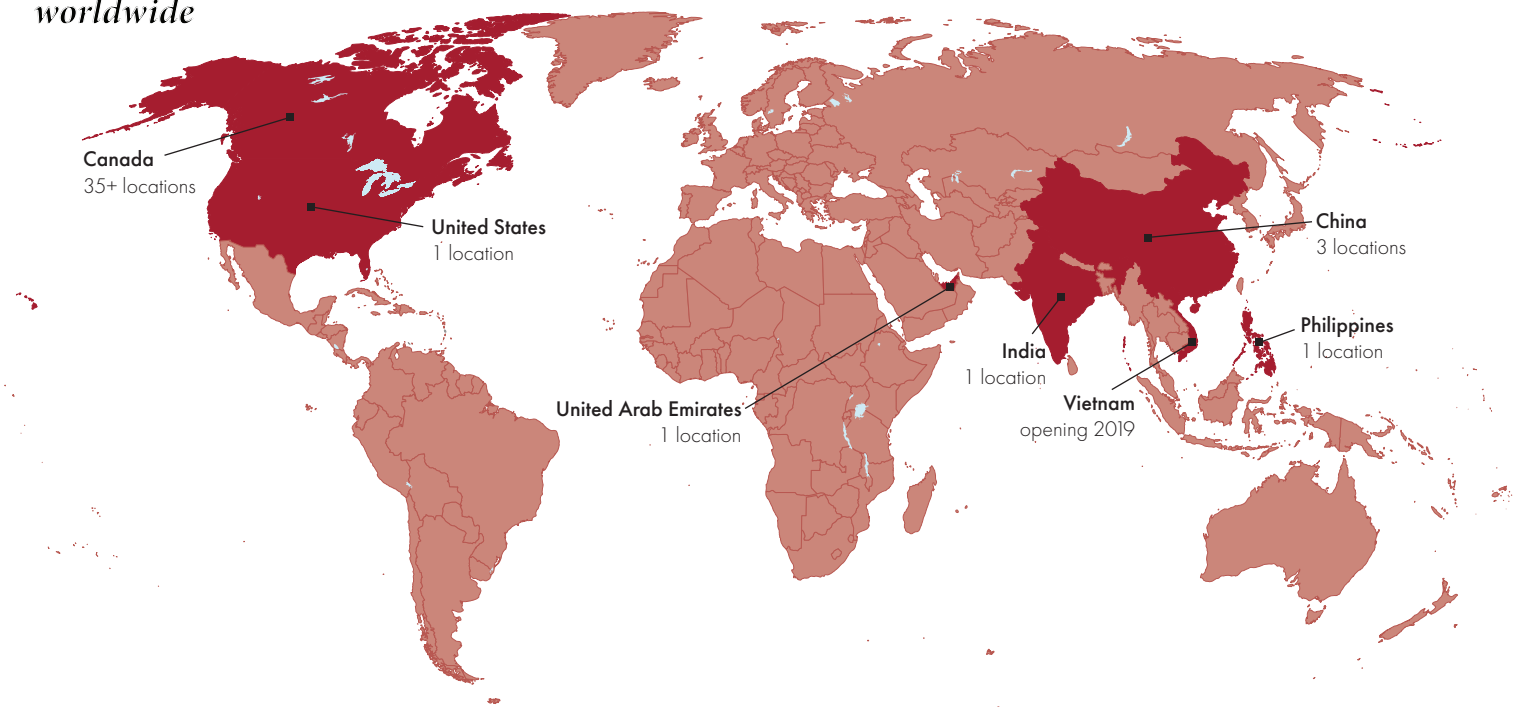 worldwide
Canada
35+ locations
United States
1 location
China
3 locations
Philippines
1 location
India
1 location
Vietnam
opening 2019
United Arab Emirates
1 location